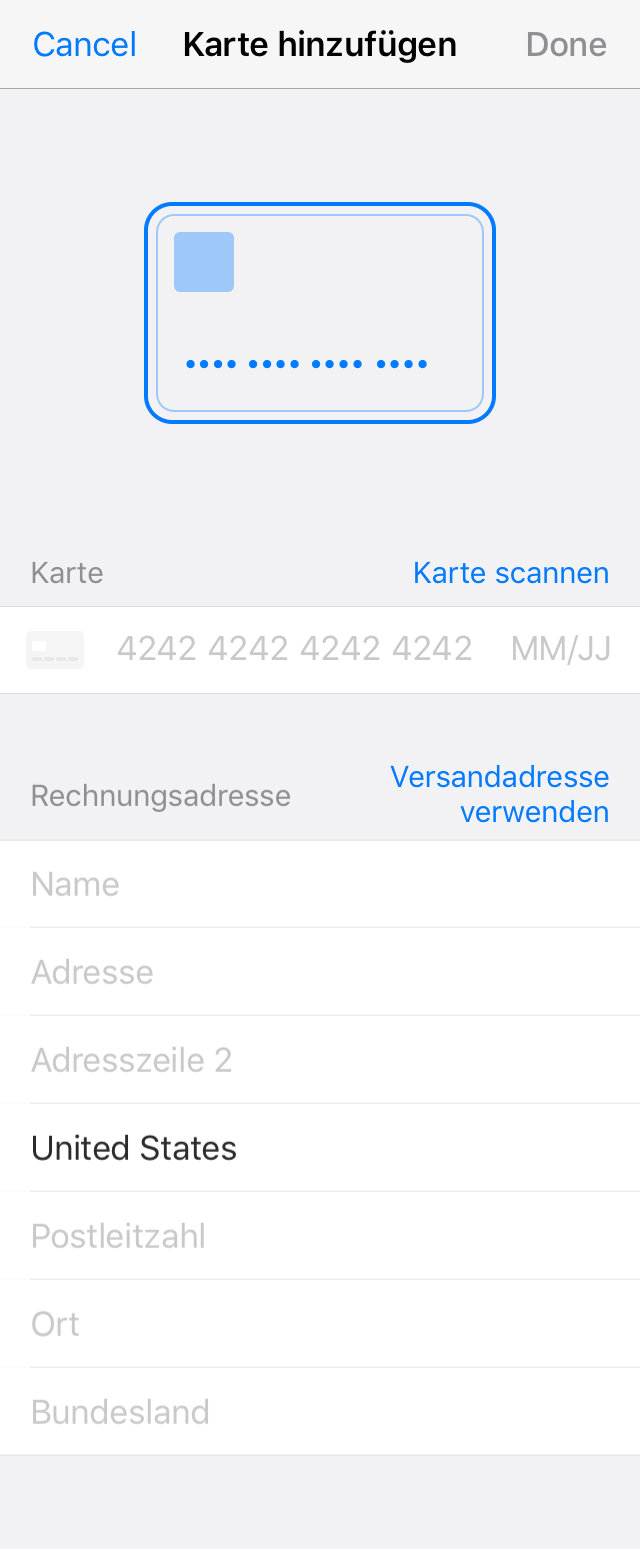 Cancel Karte hinzufügen Done
•••• •••• •••• ••••
Karte Karte scannen
4242 4242 4242 4242 MM/JJ
Rechnungsadresse Versandadresse
verwenden
Name
Adresse
Adresszeile 2
United States
Postleitzahl
Ort
Bundesland